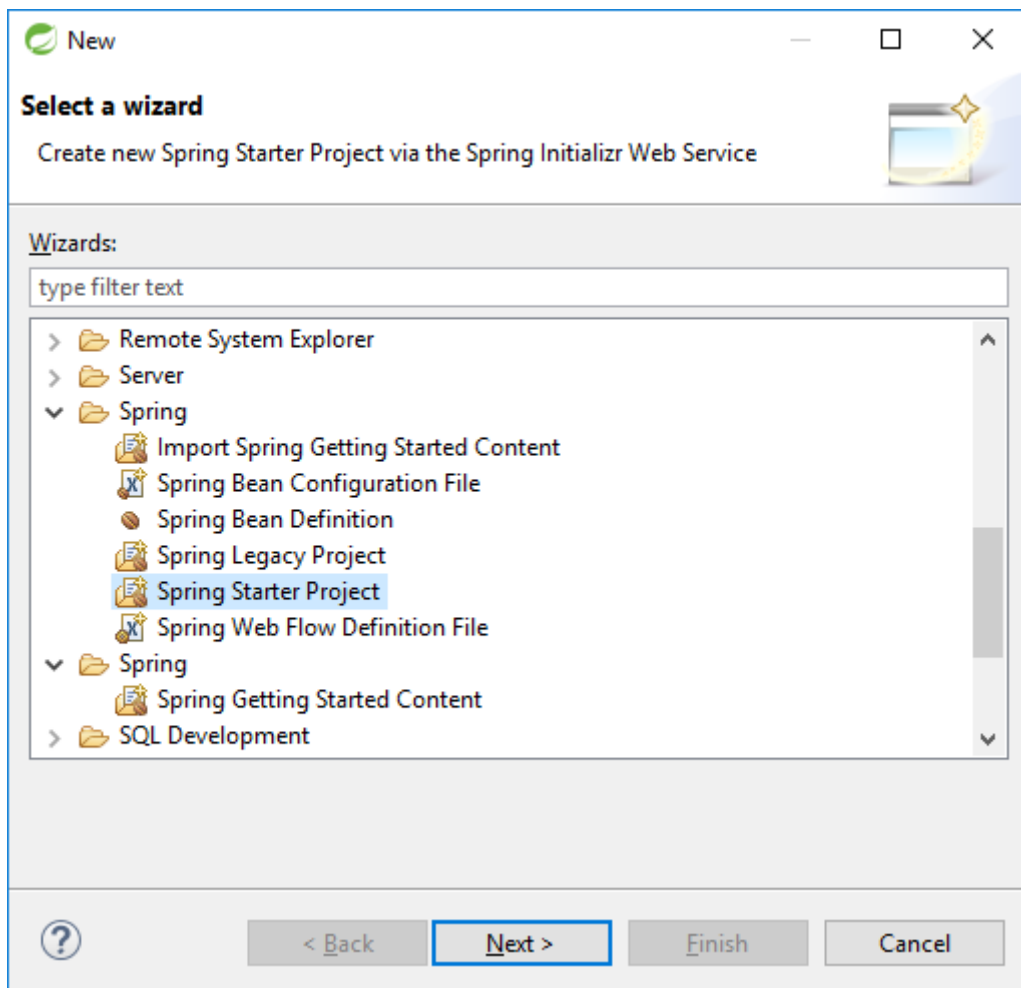 New
Select a wizard
Create new Spring Starter Project via the Spring Initializr Web Service
Wizards:
type filter text
Remote System Explorer
Server
Spring
Import Spring Getting Started Content
Spring Bean Configuration File
Spring Bean Definition
Spring Legacy Project
Spring Starter Project
Spring Web Flow Definition File
Spring
Spring Getting Started Content
SQL Development
? < Back Next > Finish Cancel